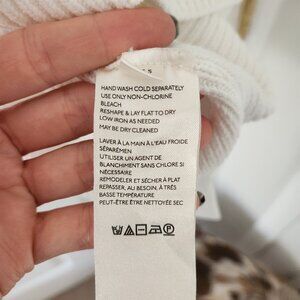 HAND WASH COLD SEPARATELY
USE ONLY NON-CHLORINE
BLEACH
RESHAPE & LAY FLAT TO DRY
LOW IRON AS NEEDED
MAY BE DRY CLEANED
LAVER À LA MAIN À L'EAU FROIDE
SÉPARÉMEN
UTILISER UN AGENT DE
BLANCHIMENT SANS CHLORE SI
NÉCESSAIRE
REMODELER ET SÉCHER À PLAT
REPASSER, AU BESOIN, À TRÈS
BASSE TEMPÉRATURE
PEUT-ÊTRE ÊTRE NETTOYÉE SEC